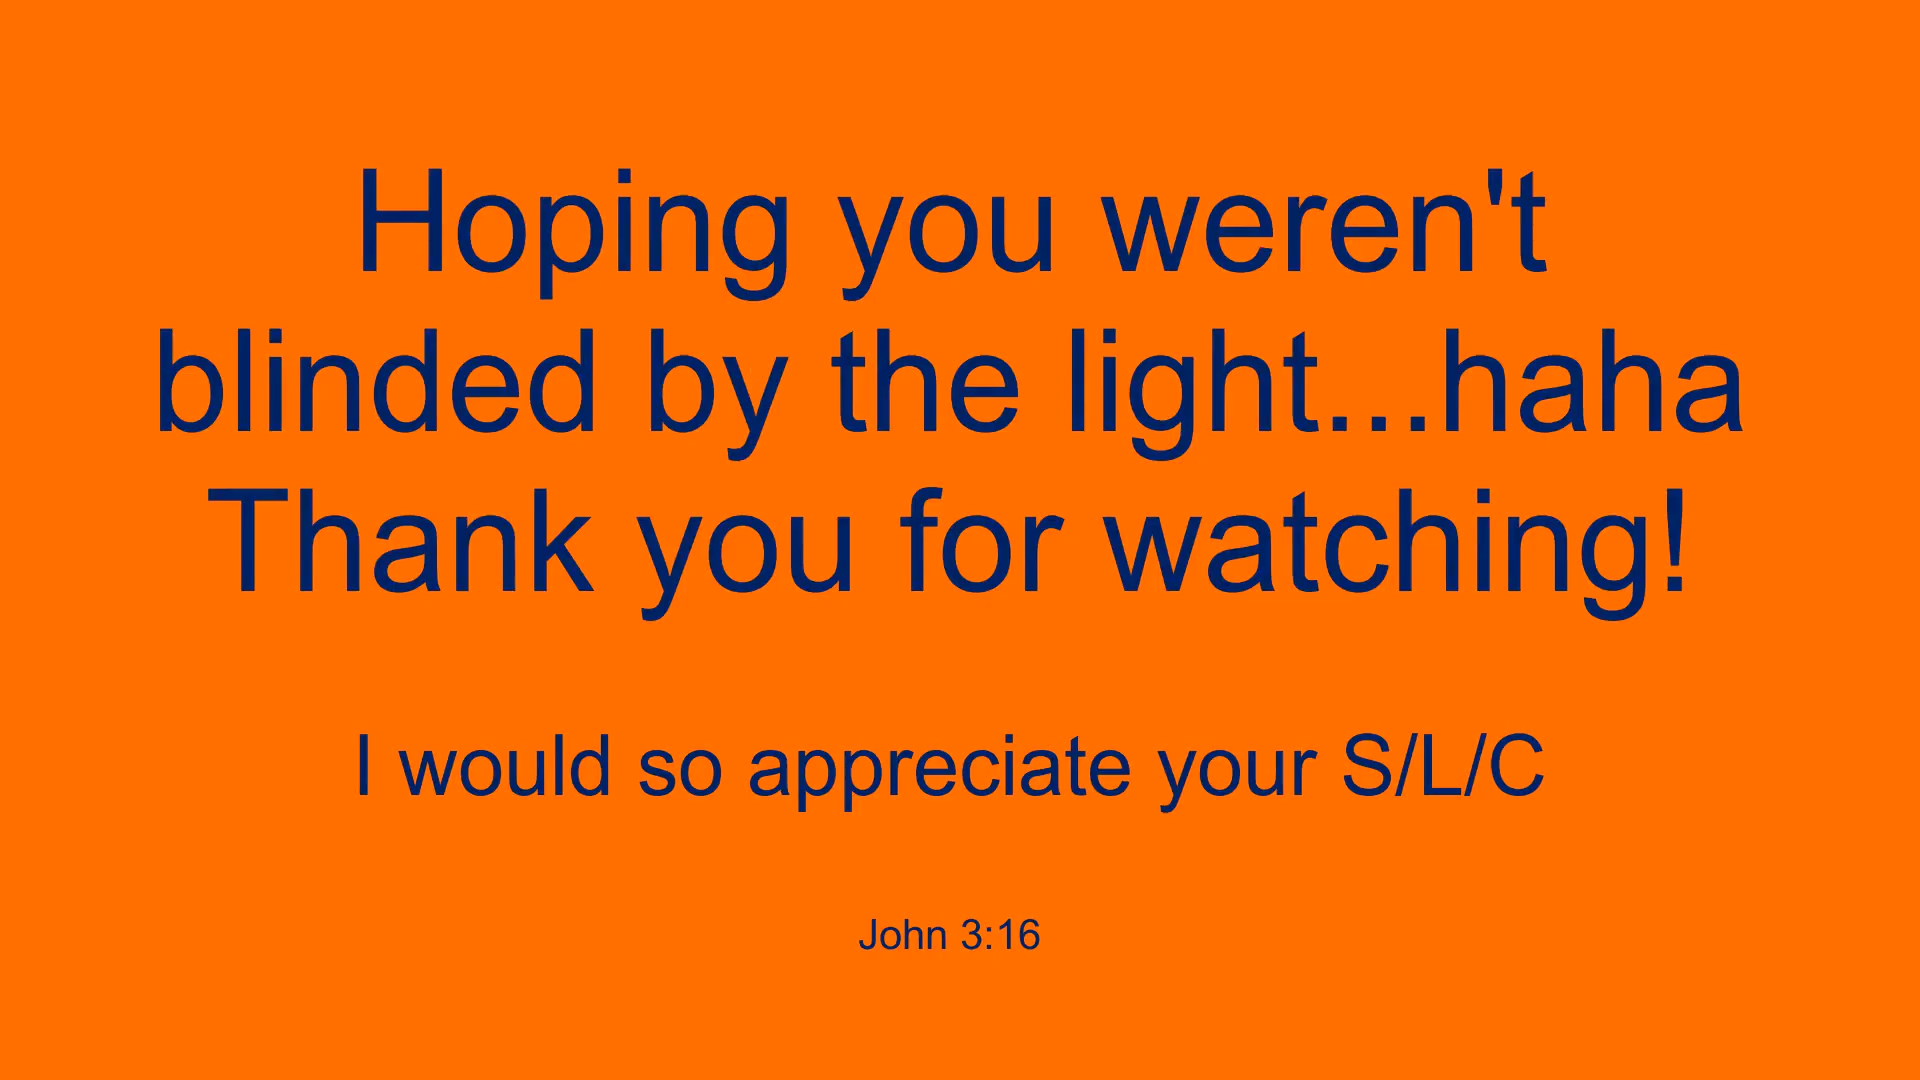 Hoping you weren't
blinded by the light...haha
Thank you for watching!
I would so appreciate your S/L/C
John 3:16